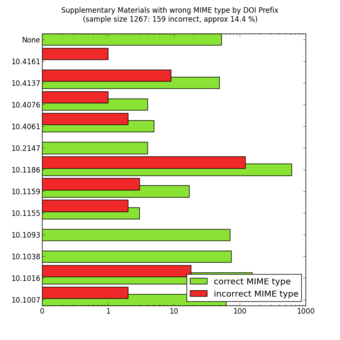 Supplementary Materials with wrong MIME type by DOI Prefix
(sample size 1267: 159 incorrect, approx 14.4 %)
None
10.4161
10.4137
10.4076
10.4061
10.2147
10.1186
10.1159
10.1155
10.1093
10.1038
10.1016
10.1007
correct MIME type
incorrect MIME type
0 1 10 100 1000